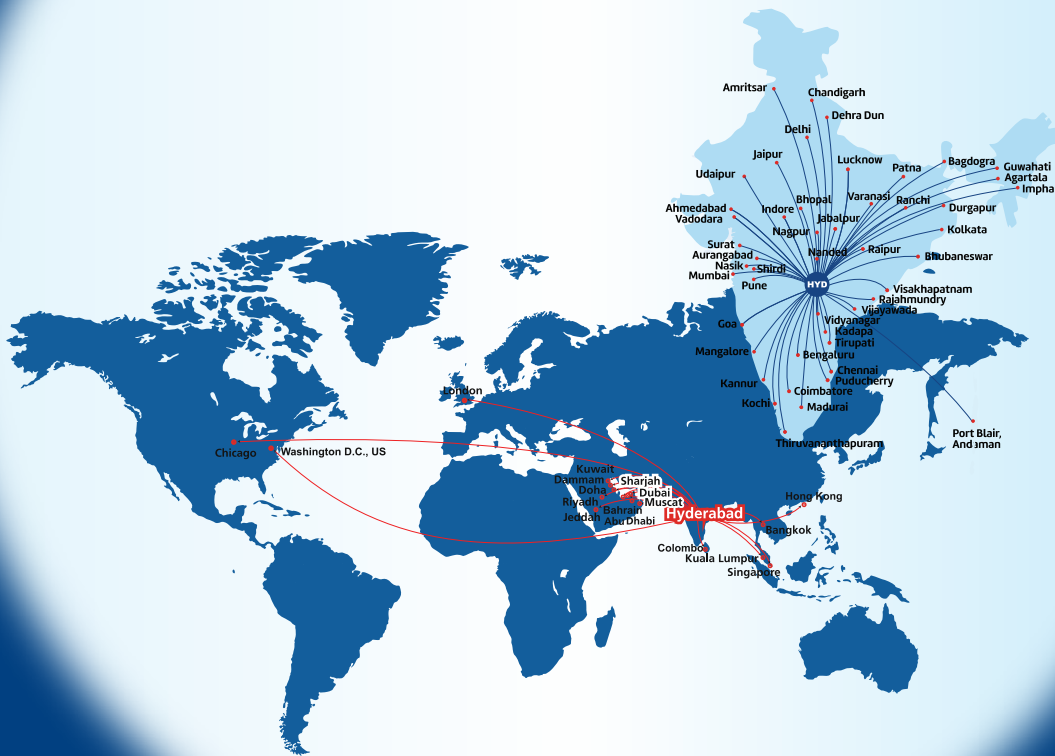 Amritsar
Chandigarh
Dehra Dun
Delhi
Jaipur
Lucknow
Patna
Bagdogra
Guwahati
Udaipur
Agartala
Impha
Bhopal
Varanasi
Ranchi
Ahmedabad
Indore
Durgapur
Vadodara
Jabalpur
Nagpur
Kolkata
Surat
Aurangabad
Nanded
Raipur
Bhubaneswar
Nasik
Shirdi
Mumbai
Pune
HYD
Visakhapatnam
Rajahmundry
Vijayawada
Goa
Vidyanagar
Kadapa
Tirupati
Mangalore
Bengaluru
Chennai
Kannur
Puducherry
Coimbatore
Kochi
Madurai
Port Blair,
Andaman
Thiruvananthapuram
London
Chicago
Washington D.C., US
Kuwait
Dammam
Sharjah
Doha
Dubai
Riyadh
Muscat
Bahrain
Jeddah
Abu Dhabi
Hyderabad
Hong Kong
Bangkok
Colombo
Kuala Lumpur
Singapore